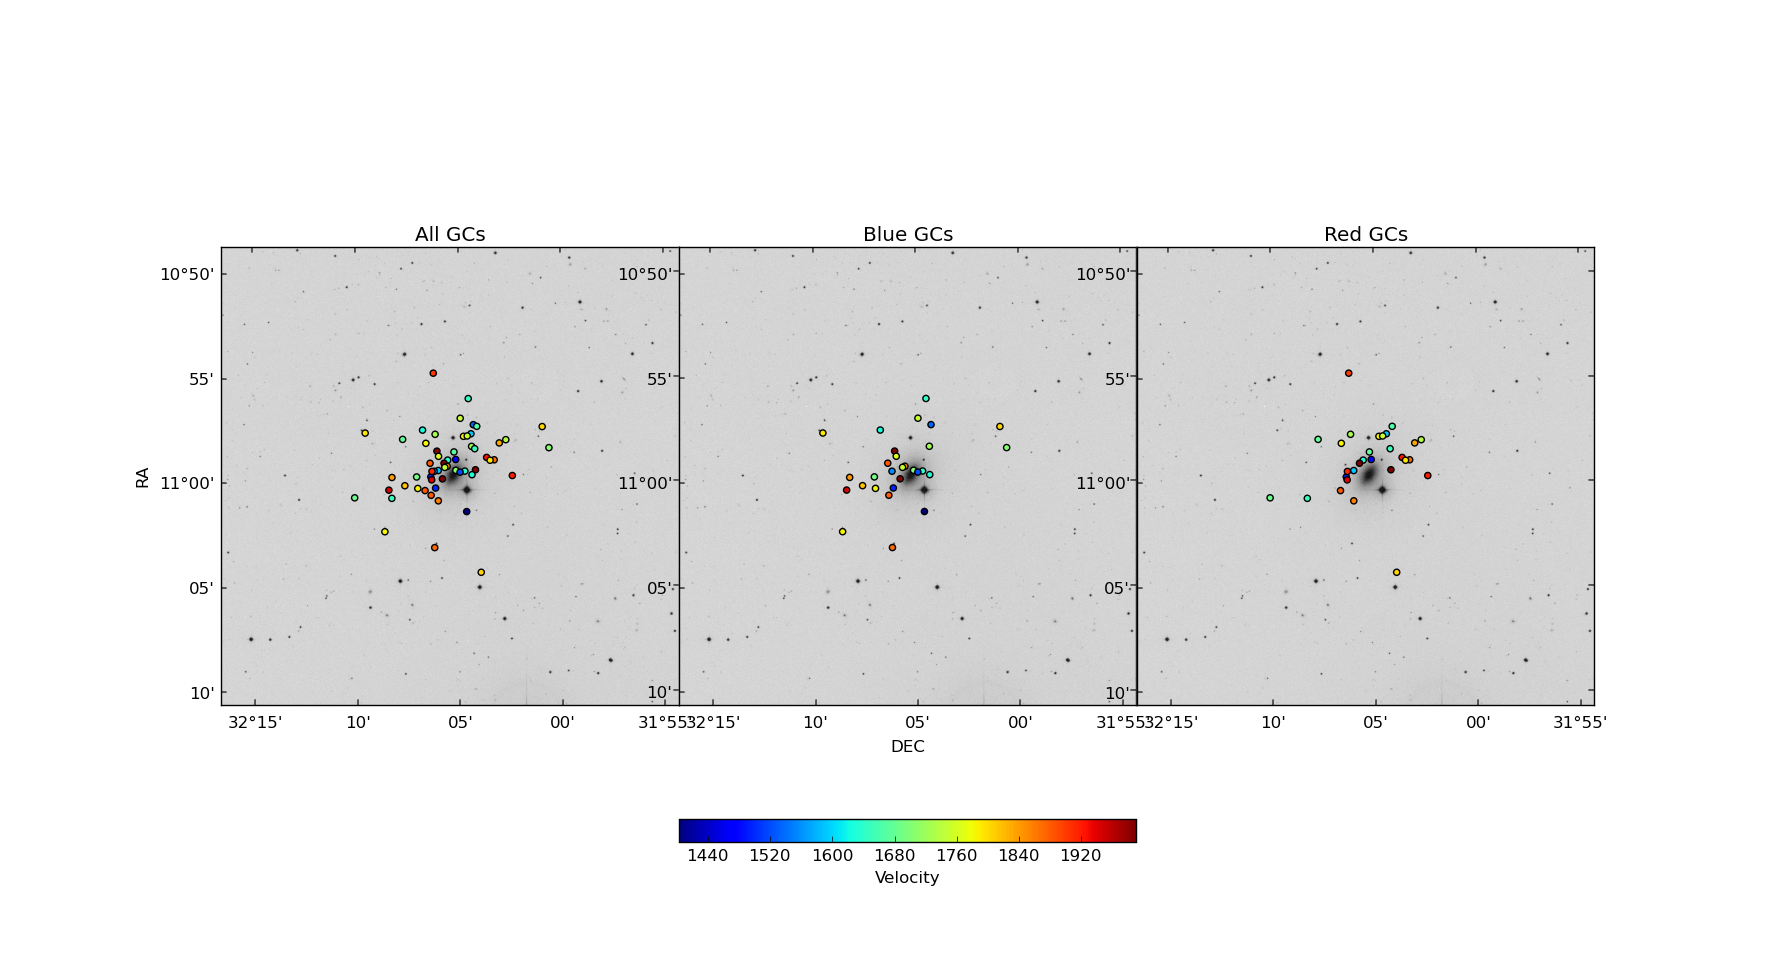 All GCs Blue GCs Red GCs
10°50' 10°50' 10°50'
55' 55' 55'
RA 11°00' 11°00' 11°00'
05' 05' 05'
10' 10' 10'
32°15' 10' 05' 00' 31°55' 32°15' 10' 05' 00' 31°55' 32°15' 10' 05' 00' 31°55'
DEC
1440 1520 1600 1680 1760 1840 1920
Velocity